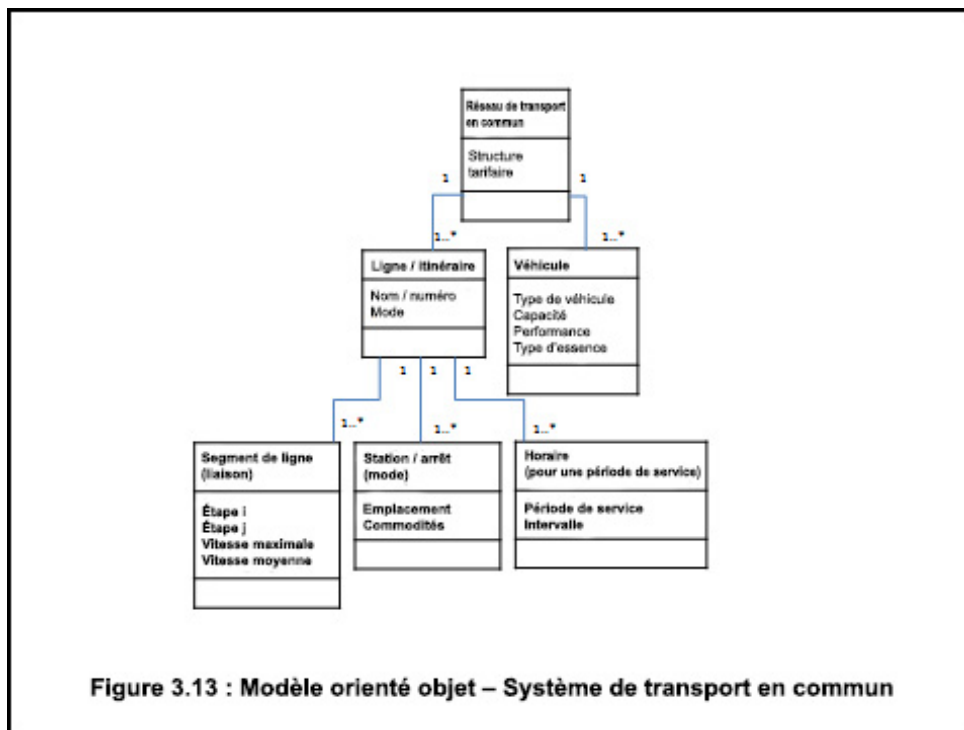 Réseau de transport
en commun
Structure
tarifaire
1
1
1...*
1...*
Ligne / itinéraire
Nom / numéro
Mode
Véhicule
Type de véhicule
Capacité
Performance
Type d'essence
1
1
1
1...*
1...*
1...*
Segment de ligne
(liaison)
Étape i
Étape j
Vitesse maximale
Vitesse moyenne
Station / arrêt
(mode)
Emplacement
Commodités
Horaire
(pour une période de service)
Période de service
Intervalle
Figure 3.13 : Modèle orienté objet – Système de transport en commun